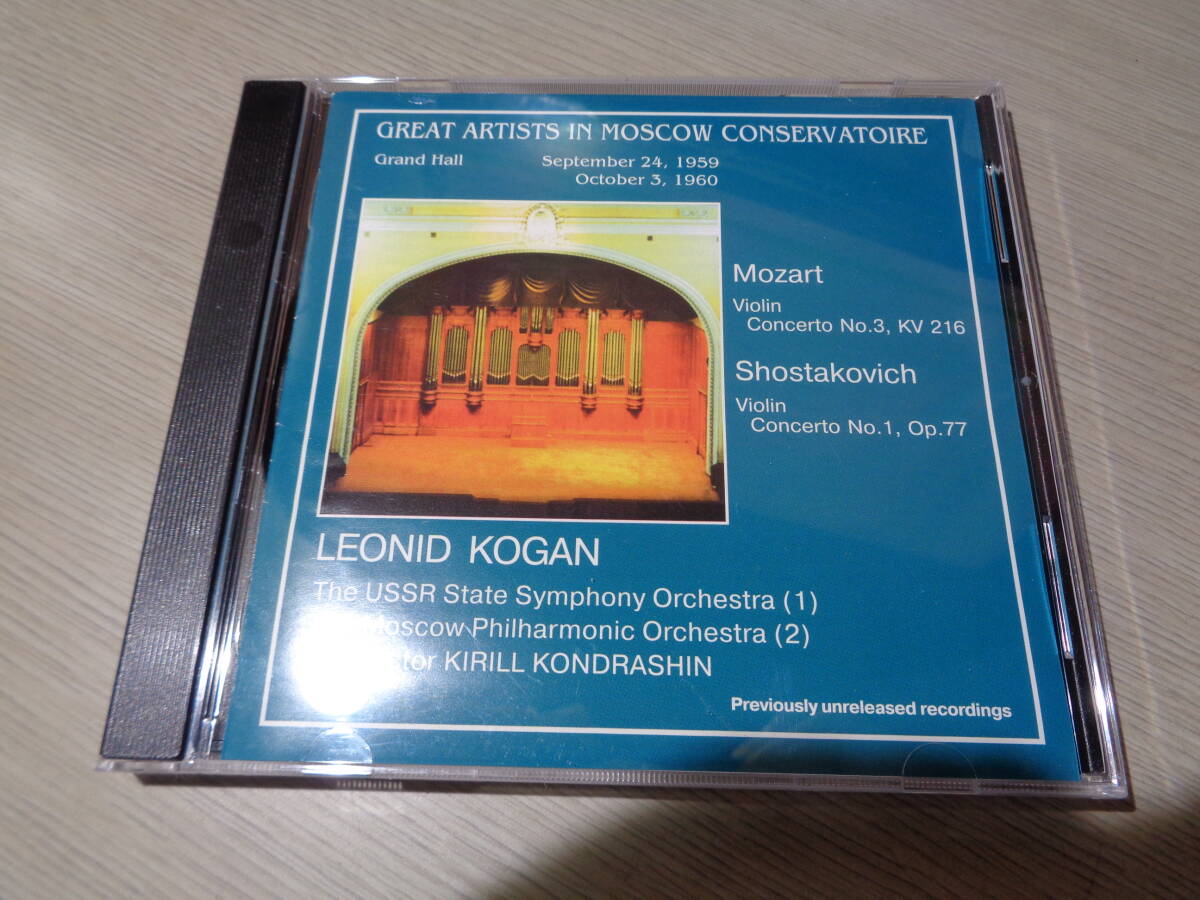 GREAT ARTISTS IN MOSCOW CONSERVATOIRE
Grand Hall September 24, 1959
October 3, 1960
Mozart
Violin
Concerto No.3, KV 216
Shostakovich
Violin
Concerto No.1, Op.77
LEONID KOGAN
The USSR State Symphony Orchestra (1)
Moscow Philharmonic Orchestra (2)
KIRILL KONDRASHIN
Previously unreleased recordings